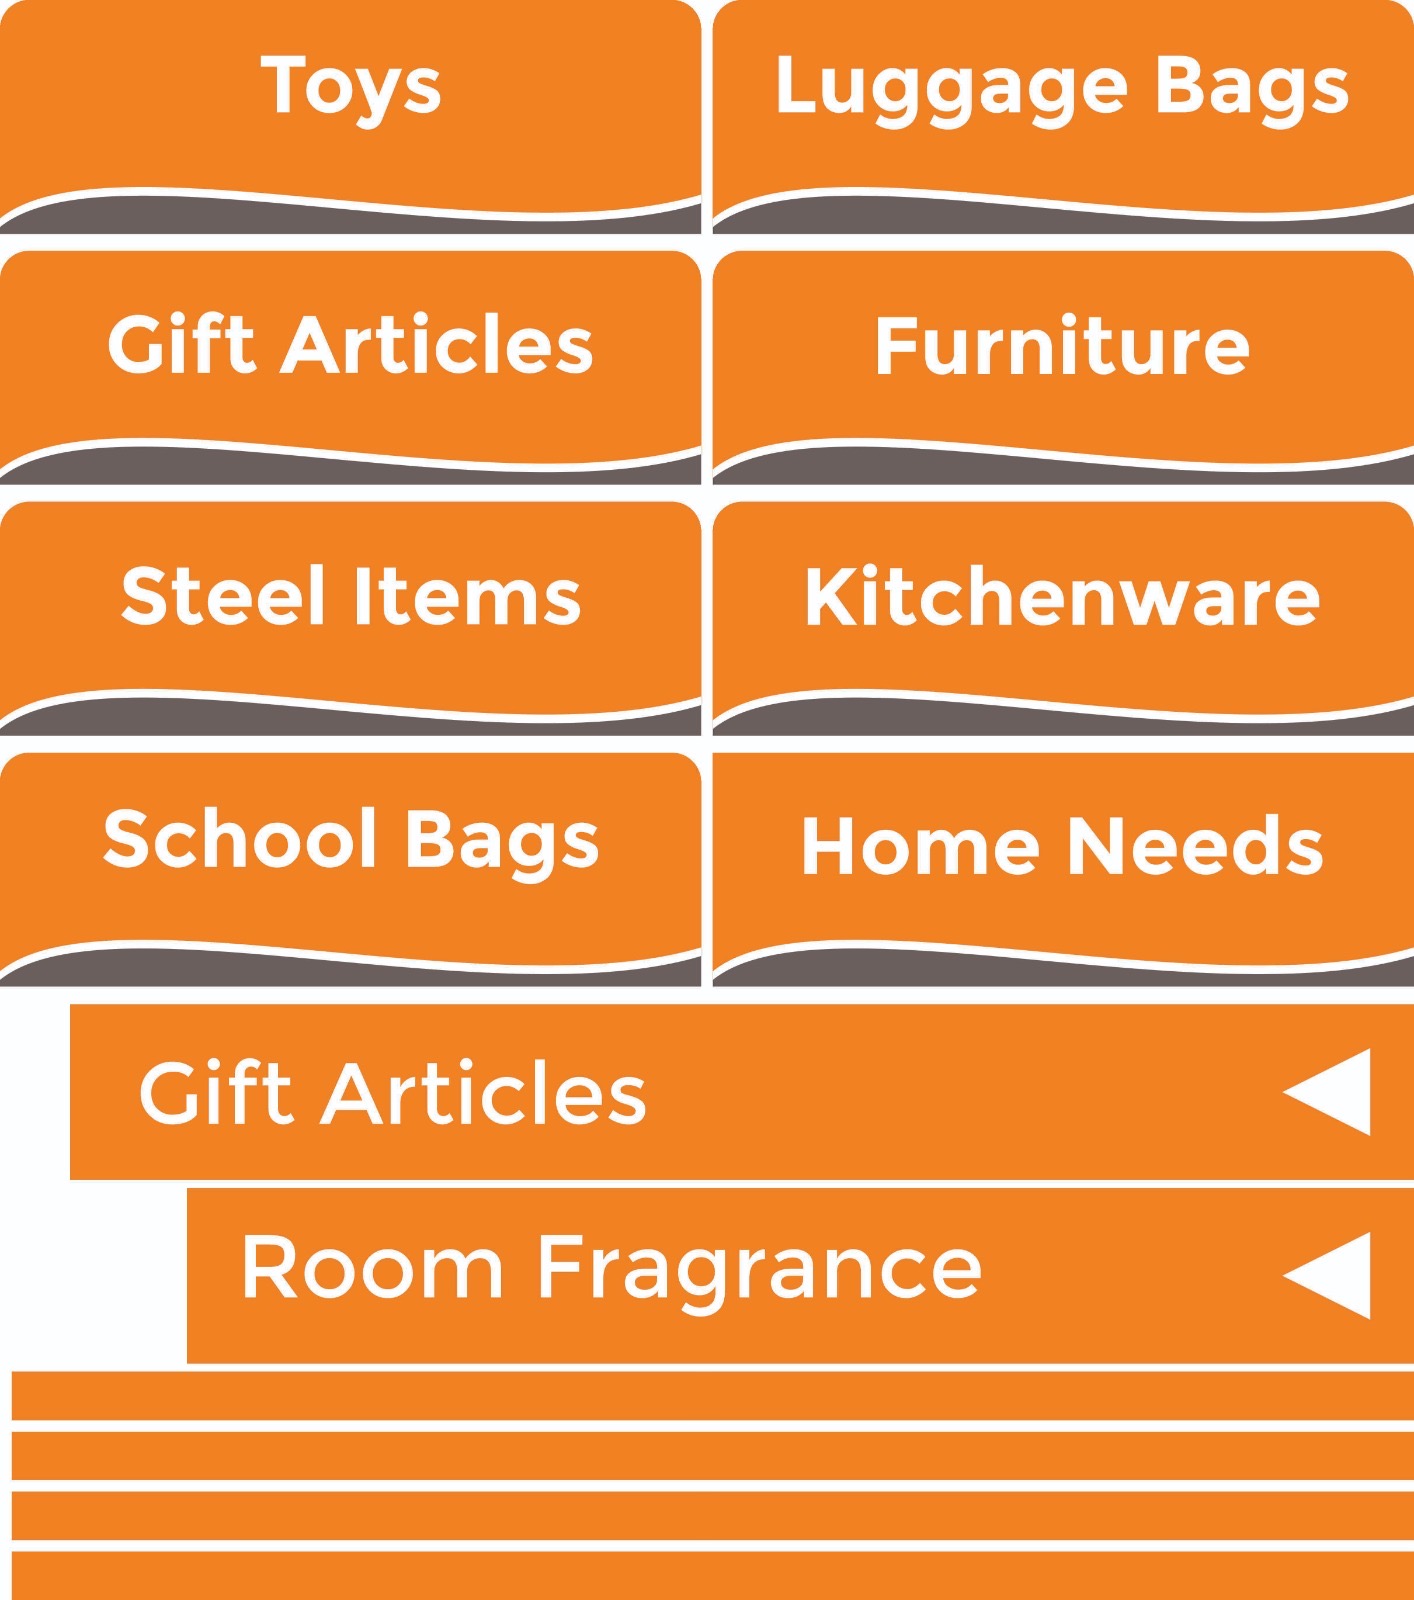 Toys
Luggage Bags
Gift Articles
Furniture
Steel Items
Kitchenware
School Bags
Home Needs
Gift Articles
Room Fragrance